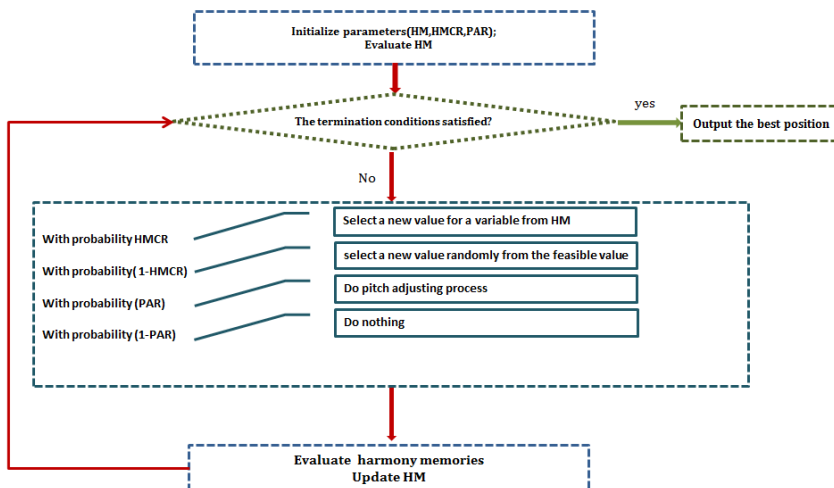 Initialize parameters(HM,HMCR,PAR);
Evaluate HM
The termination conditions satisfied?
yes
Output the best position
No
With probability HMCR
Select a new value for a variable from HM
With probability( 1-HMCR)
select a new value randomly from the feasible value
With probability (PAR)
Do pitch adjusting process
With probability (1-PAR)
Do nothing
Evaluate harmony memories
Update HM